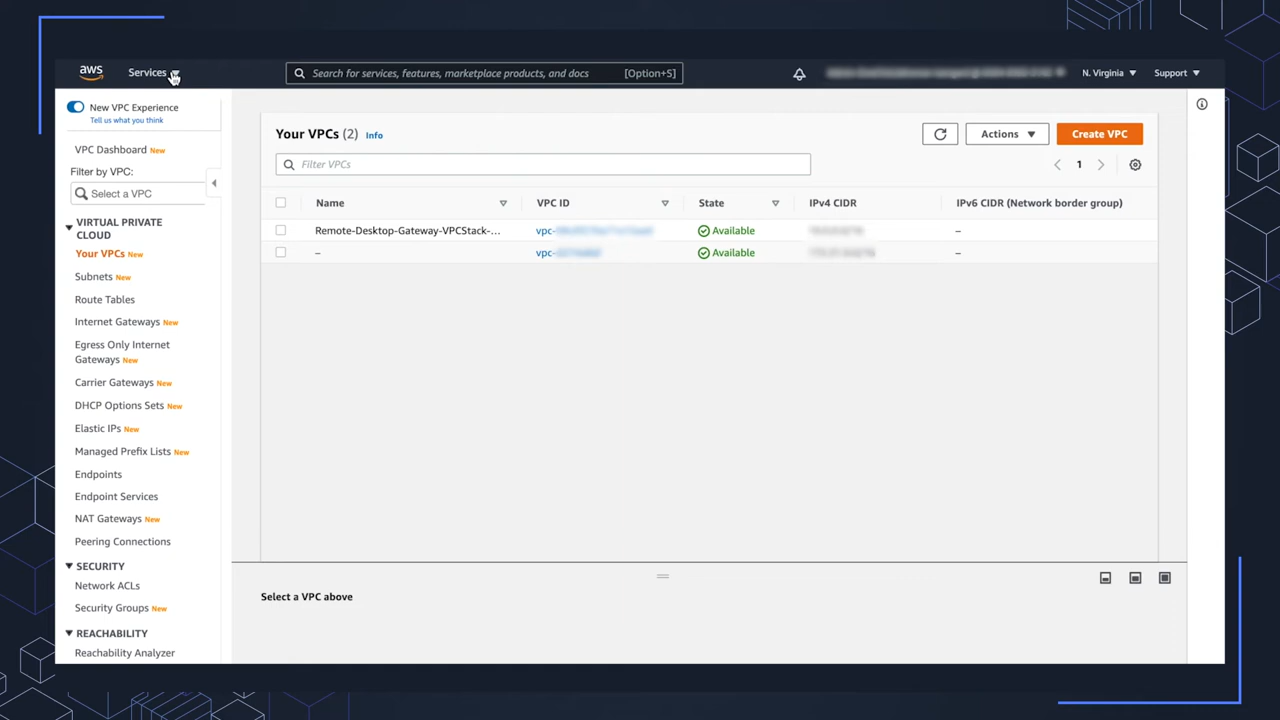 aws
Services
Search for services, features, marketplace products, and docs [Option+S]
N. Virginia
Support
New VPC Experience
Tell us what you think
VPC Dashboard New
Filter by VPC:
Select a VPC
VIRTUAL PRIVATE
CLOUD
Your VPCs New
Subnets New
Route Tables
Internet Gateways New
Egress Only Internet
Gateways New
Carrier Gateways New
DHCP Options Sets New
Elastic IPs New
Managed Prefix Lists New
Endpoints
Endpoint Services
NAT Gateways New
Peering Connections
SECURITY
Network ACLs
Security Groups New
REACHABILITY
Reachability Analyzer
Your VPCs (2) Info
Actions
Create VPC
Filter VPCs
1
Name VPC ID State IPv4 CIDR IPv6 CIDR (Network border group)
Remote-Desktop-Gateway-VPCStack-... vpc- Available –
– vpc- Available –
Select a VPC above